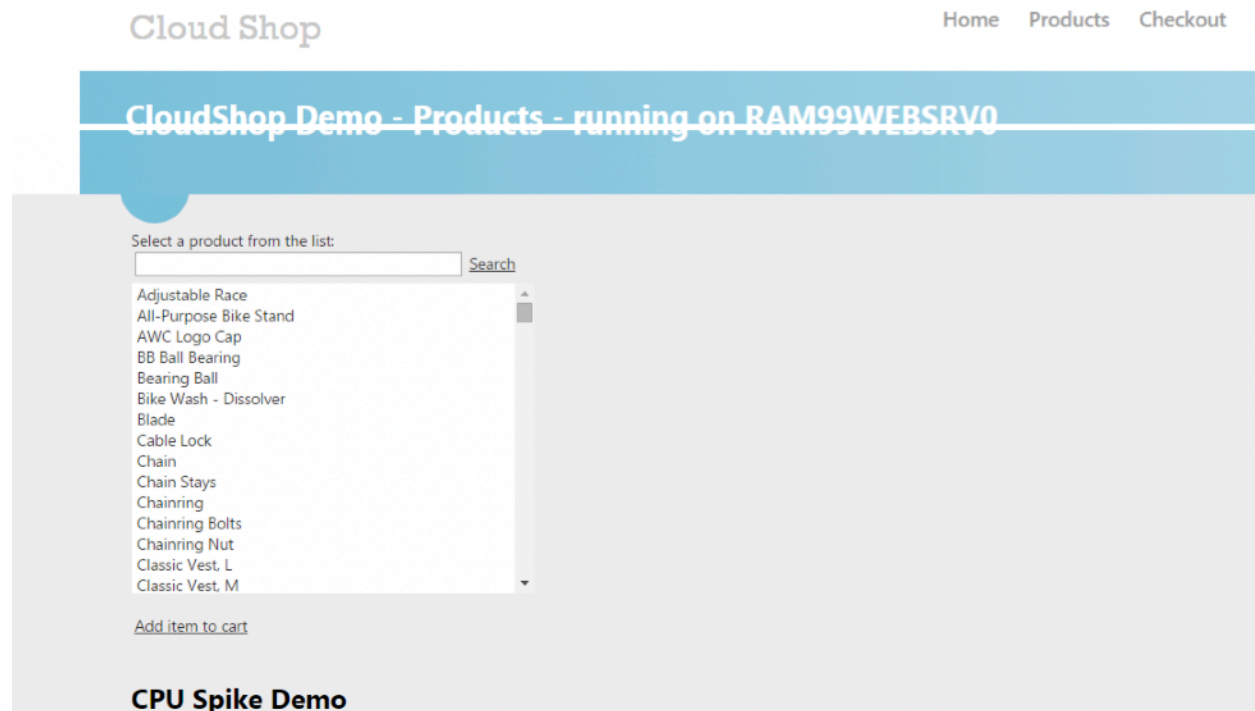 Cloud Shop
Home Products Checkout
CloudShop Demo - Products - running on RAM99WEBSRV0
Select a product from the list:
Search
Adjustable Race
All-Purpose Bike Stand
AWC Logo Cap
BB Ball Bearing
Bearing Ball
Bike Wash - Dissolver
Blade
Cable Lock
Chain
Chain Stays
Chainring
Chainring Bolts
Chainring Nut
Classic Vest, L
Classic Vest, M
Add item to cart
CPU Spike Demo